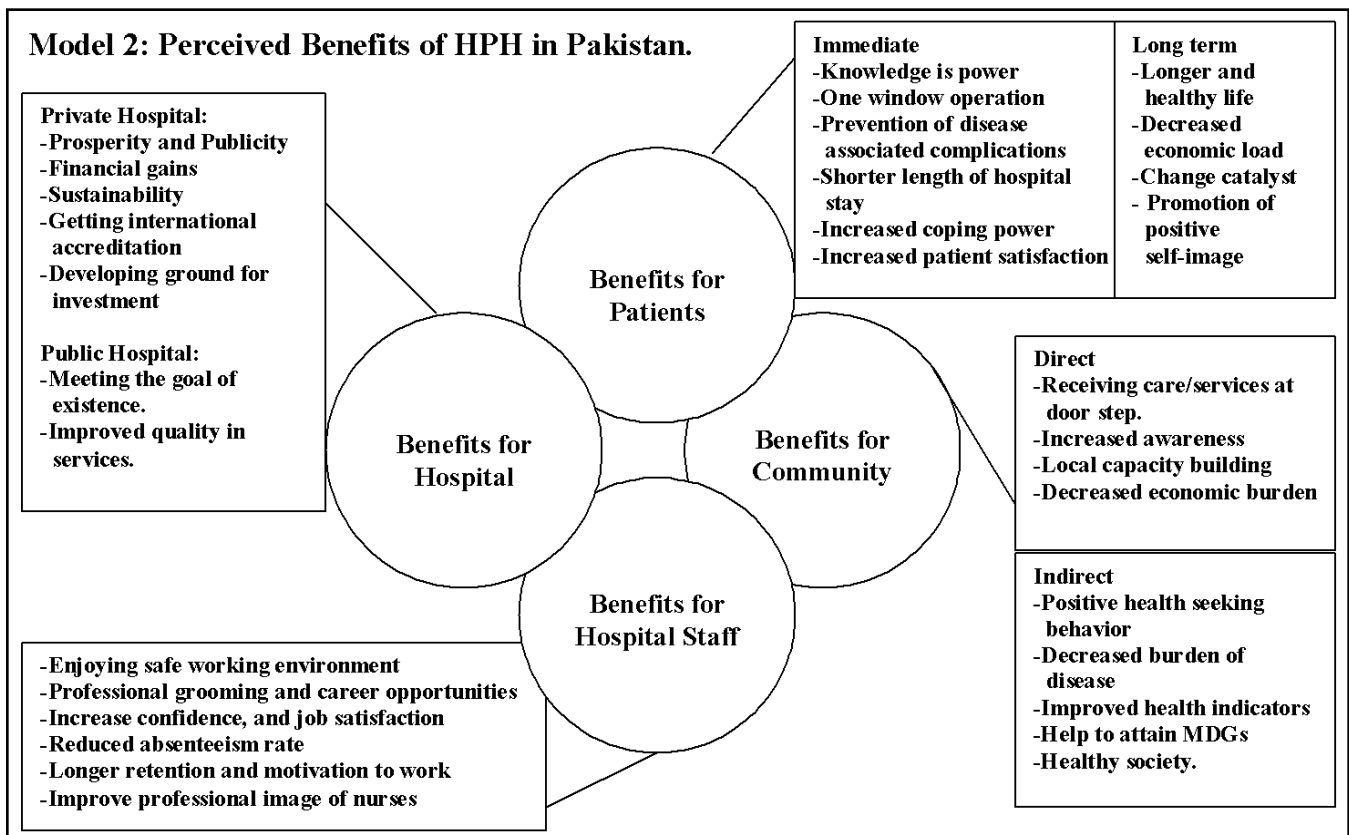 Model 2: Perceived Benefits of HPH in Pakistan.
Private Hospital:
-Prosperity and Publicity
-Financial gains
-Sustainability
-Getting international
accreditation
-Developing ground for
investment
Public Hospital:
-Meeting the goal of
existence.
-Improved quality in
services.
Immediate
-Knowledge is power
-One window operation
-Prevention of disease
associated complications
-Shorter length of hospital
stay
-Increased coping power
-Increased patient satisfaction
Long term
-Longer and
healthy life
-Decreased
economic load
-Change catalyst
- Promotion of
positive
self-image
Benefits for
Patients
Benefits for
Hospital
Benefits for
Community
Benefits for
Hospital Staff
Direct
-Receiving care/services at
door step.
-Increased awareness
-Local capacity building
-Decreased economic burden
Indirect
-Positive health seeking
behavior
-Decreased burden of
disease
-Improved health indicators
-Help to attain MDGs
-Healthy society.
-Enjoying safe working environment
-Professional grooming and career opportunities
-Increase confidence, and job satisfaction
-Reduced absenteeism rate
-Longer retention and motivation to work
-Improve professional image of nurses